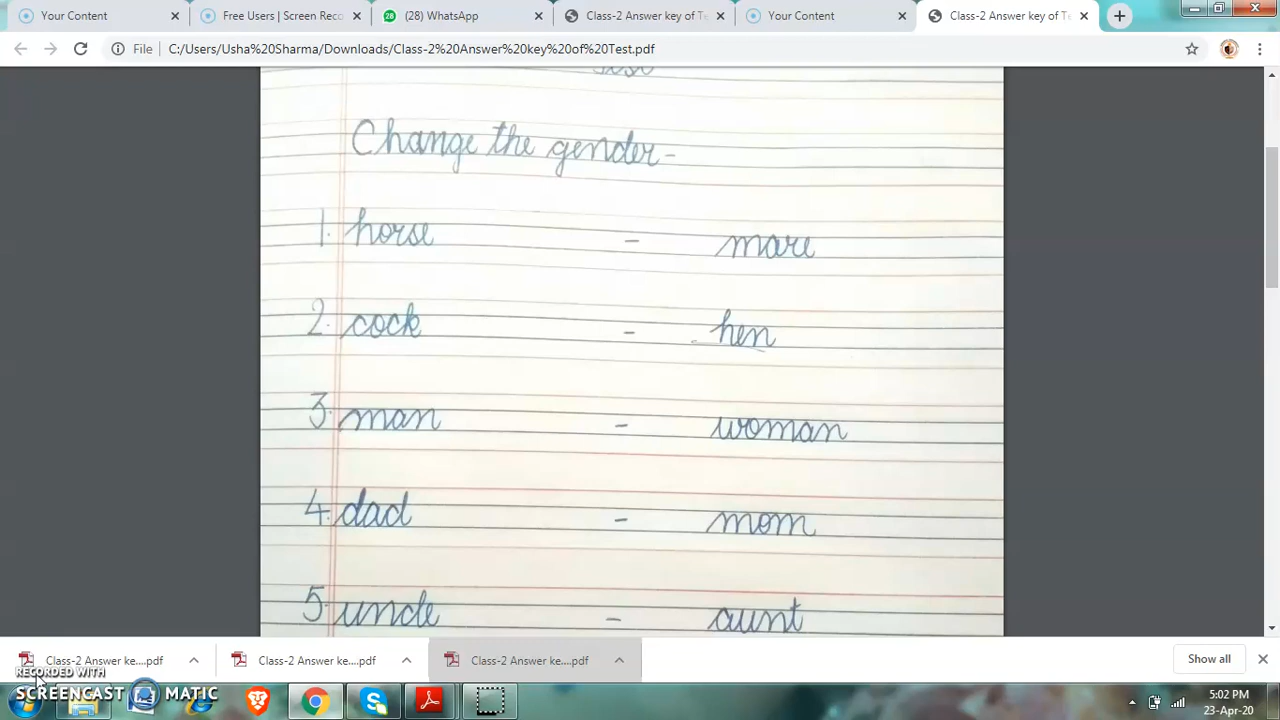 Your Content
Free Users | Screen Rec
(28) WhatsApp
Class-2 Answer key of T
Your Content
Class-2 Answer key of Te
File C:/Users/Usha%20Sharma/Downloads/Class-2%20Answer%20key%20of%20Test.pdf
Change the gender-
1. horse - mare
2. cock - hen
3. man - woman
4. dad - mom
5. uncle - aunt
Class-2 Answer ke....pdf
Class-2 Answer ke....pdf
Class-2 Answer ke....pdf
Show all
RECORDED WITH
SCREENCAST MATIC
5:02 PM
23-Apr-20